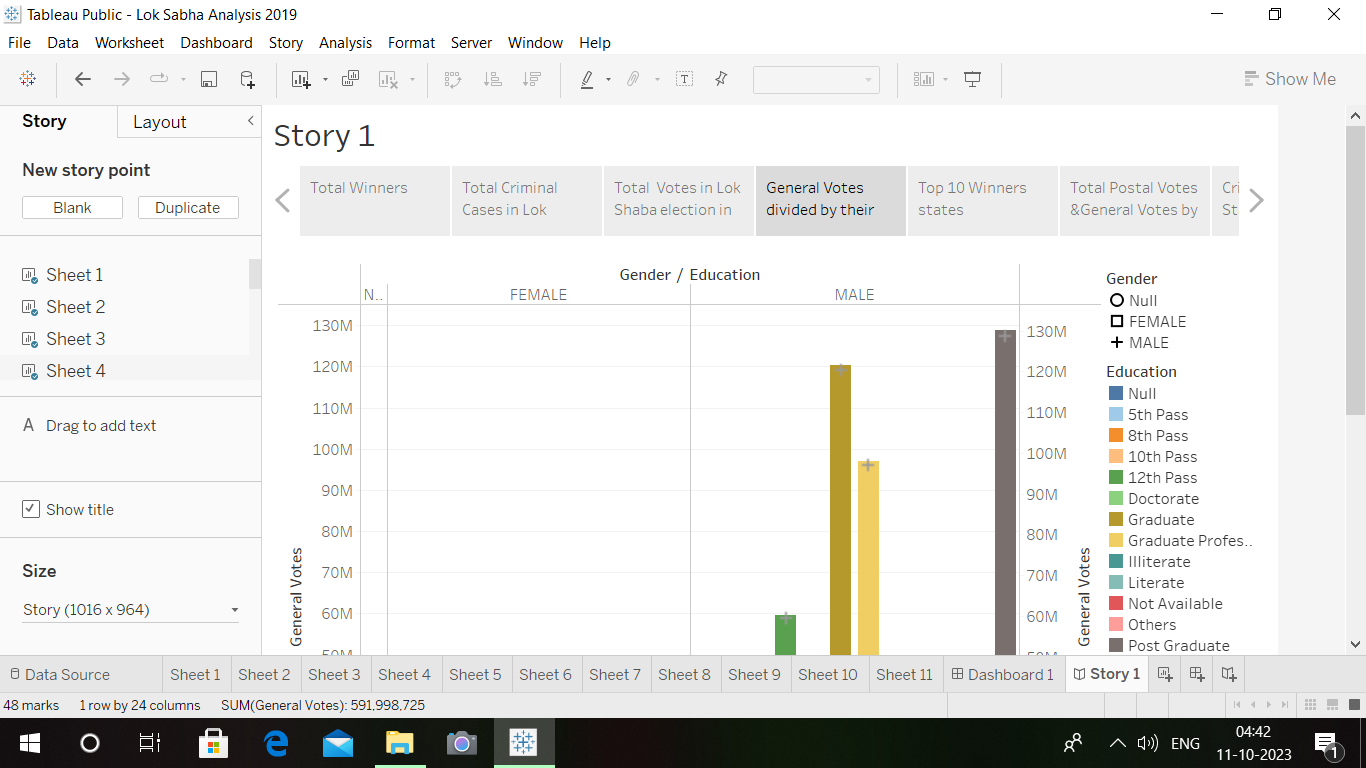 Tableau Public - Lok Sabha Analysis 2019
File Data Worksheet Dashboard Story Analysis Format Server Window Help
Show Me
Story Layout
New story point
Blank Duplicate
Sheet 1
Sheet 2
Sheet 3
Sheet 4
A Drag to add text
Show title
Size
Story (1016 x 964)
Story 1
Total Winners
Total Criminal
Cases in Lok
Total Votes in Lok
Shaba election in
General Votes
divided by their
Top 10 Winners
states
Total Postal Votes
&General Votes by
Cri
St
Gender / Education
N.. FEMALE MALE
130M
120M
110M
100M
90M
80M
70M
60M
50M
General Votes
130M
120M
110M
100M
90M
80M
70M
60M
50M
General Votes
Gender
Null
FEMALE
MALE
Education
Null
5th Pass
8th Pass
10th Pass
12th Pass
Doctorate
Graduate
Graduate Profes..
Illiterate
Literate
Not Available
Others
Post Graduate
Data Source Sheet 1 Sheet 2 Sheet 3 Sheet 4 Sheet 5 Sheet 6 Sheet 7 Sheet 8 Sheet 9 Sheet 10 Sheet 11 Dashboard 1 Story 1
48 marks 1 row by 24 columns SUM(General Votes): 591,998,725
ENG
04:42
11-10-2023
1